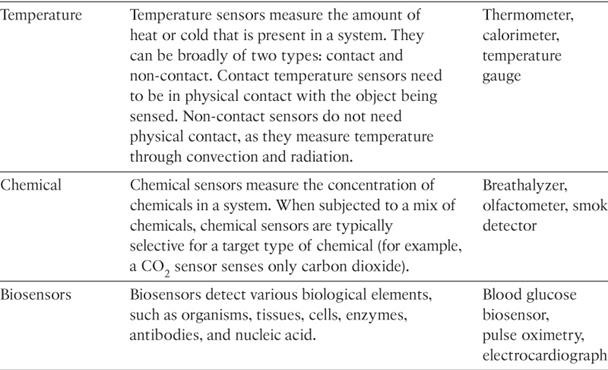 Temperature
Temperature sensors measure the amount of
heat or cold that is present in a system. They
can be broadly of two types: contact and
non-contact. Contact temperature sensors need
to be in physical contact with the object being
sensed. Non-contact sensors do not need
physical contact, as they measure temperature
through convection and radiation.
Thermometer,
calorimeter,
temperature
gauge
Chemical
Chemical sensors measure the concentration of
chemicals in a system. When subjected to a mix of
chemicals, chemical sensors are typically
selective for a target type of chemical (for example,
a CO2 sensor senses only carbon dioxide).
Breathalyzer,
olfactometer, smok
detector
Biosensors
Biosensors detect various biological elements,
such as organisms, tissues, cells, enzymes,
antibodies, and nucleic acid.
Blood glucose
biosensor,
pulse oximetry,
electrocardiograph